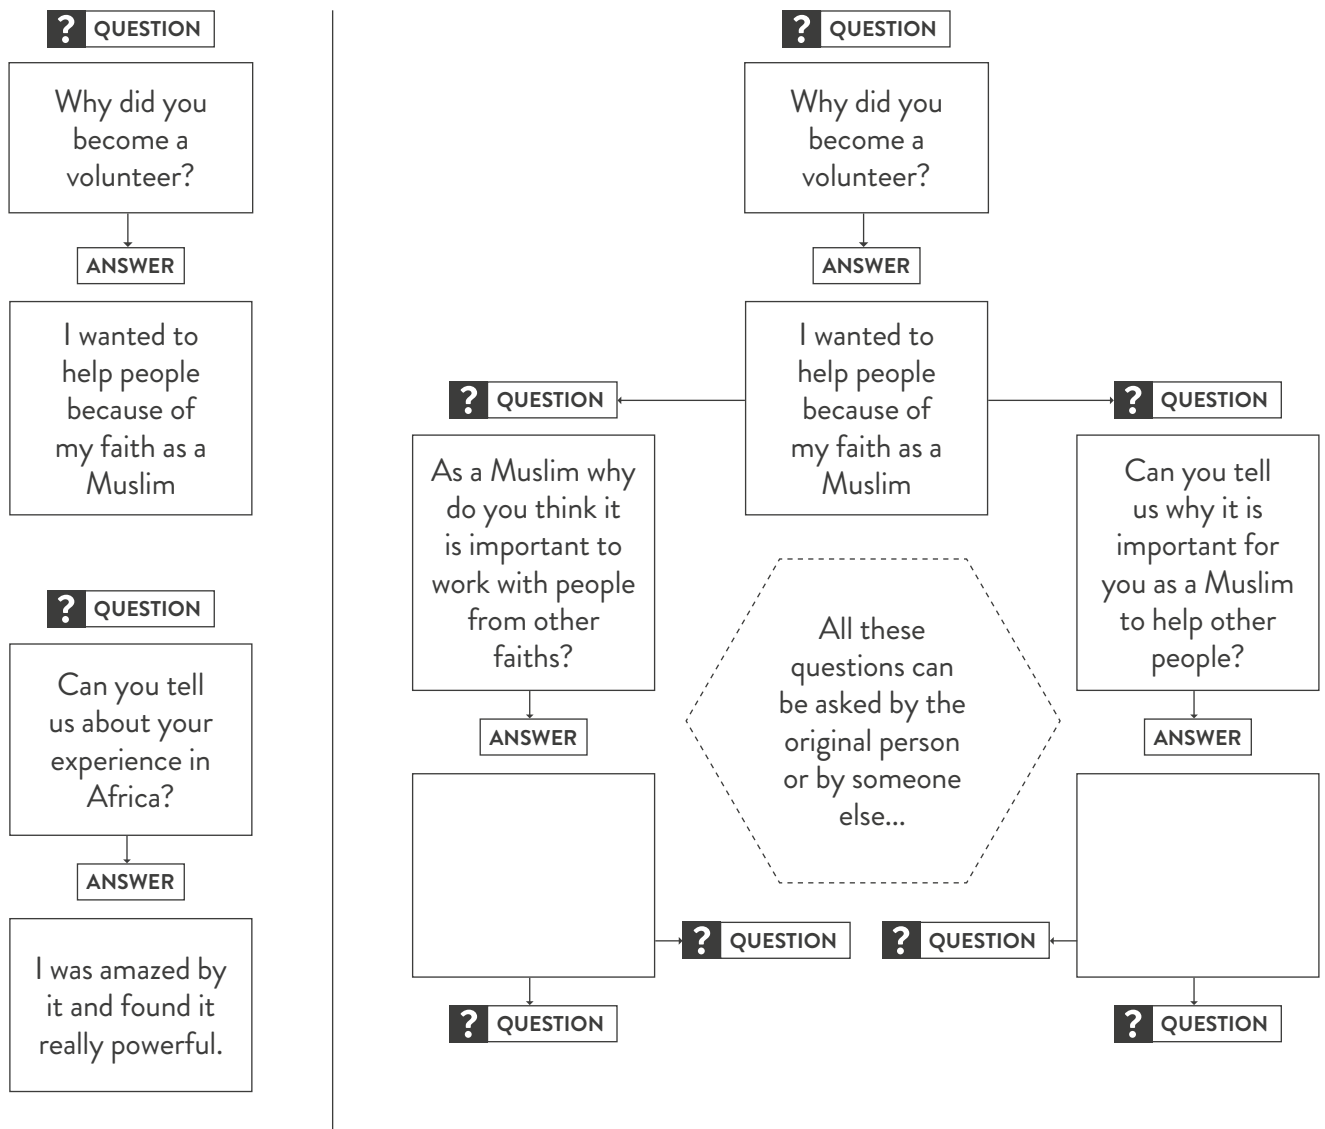 ? QUESTION
Why did you
become a
volunteer?
ANSWER
I wanted to
help people
because of
my faith as a
Muslim
? QUESTION
Can you tell
us about your
experience in
Africa?
ANSWER
I was amazed by
it and found it
really powerful.
? QUESTION
Why did you
become a
volunteer?
ANSWER
I wanted to
help people
because of
my faith as a
Muslim
? QUESTION
As a Muslim why
do you think it
is important to
work with people
from other
faiths?
ANSWER
? QUESTION
? QUESTION
? QUESTION
Can you tell
us why it is
important for
you as a Muslim
to help other
people?
ANSWER
? QUESTION
? QUESTION
All these
questions can
be asked by the
original person
or by someone
else...